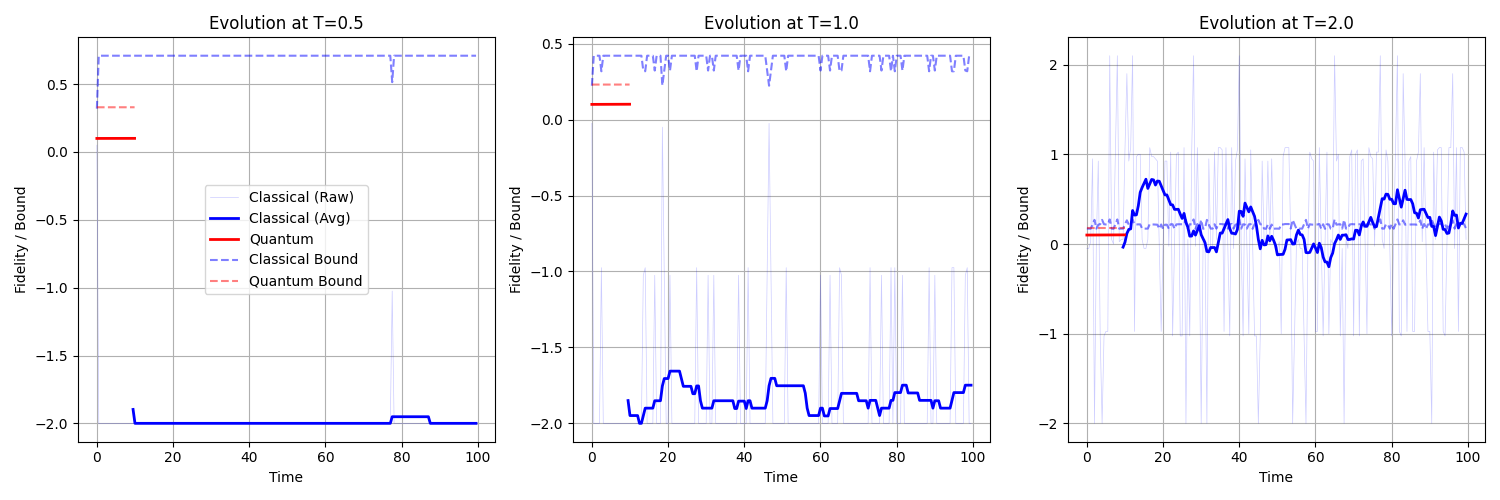 Evolution at T=0.5
Fidelity / Bound
0.5
0.0
−0.5
−1.0
−1.5
−2.0
Classical (Raw)
Classical (Avg)
Quantum
Classical Bound
Quantum Bound
0 20 40 60 80 100
Time
Evolution at T=1.0
Fidelity / Bound
0.5
0.0
−0.5
−1.0
−1.5
−2.0
0 20 40 60 80 100
Time
Evolution at T=2.0
Fidelity / Bound
2
1
0
−1
−2
0 20 40 60 80 100
Time